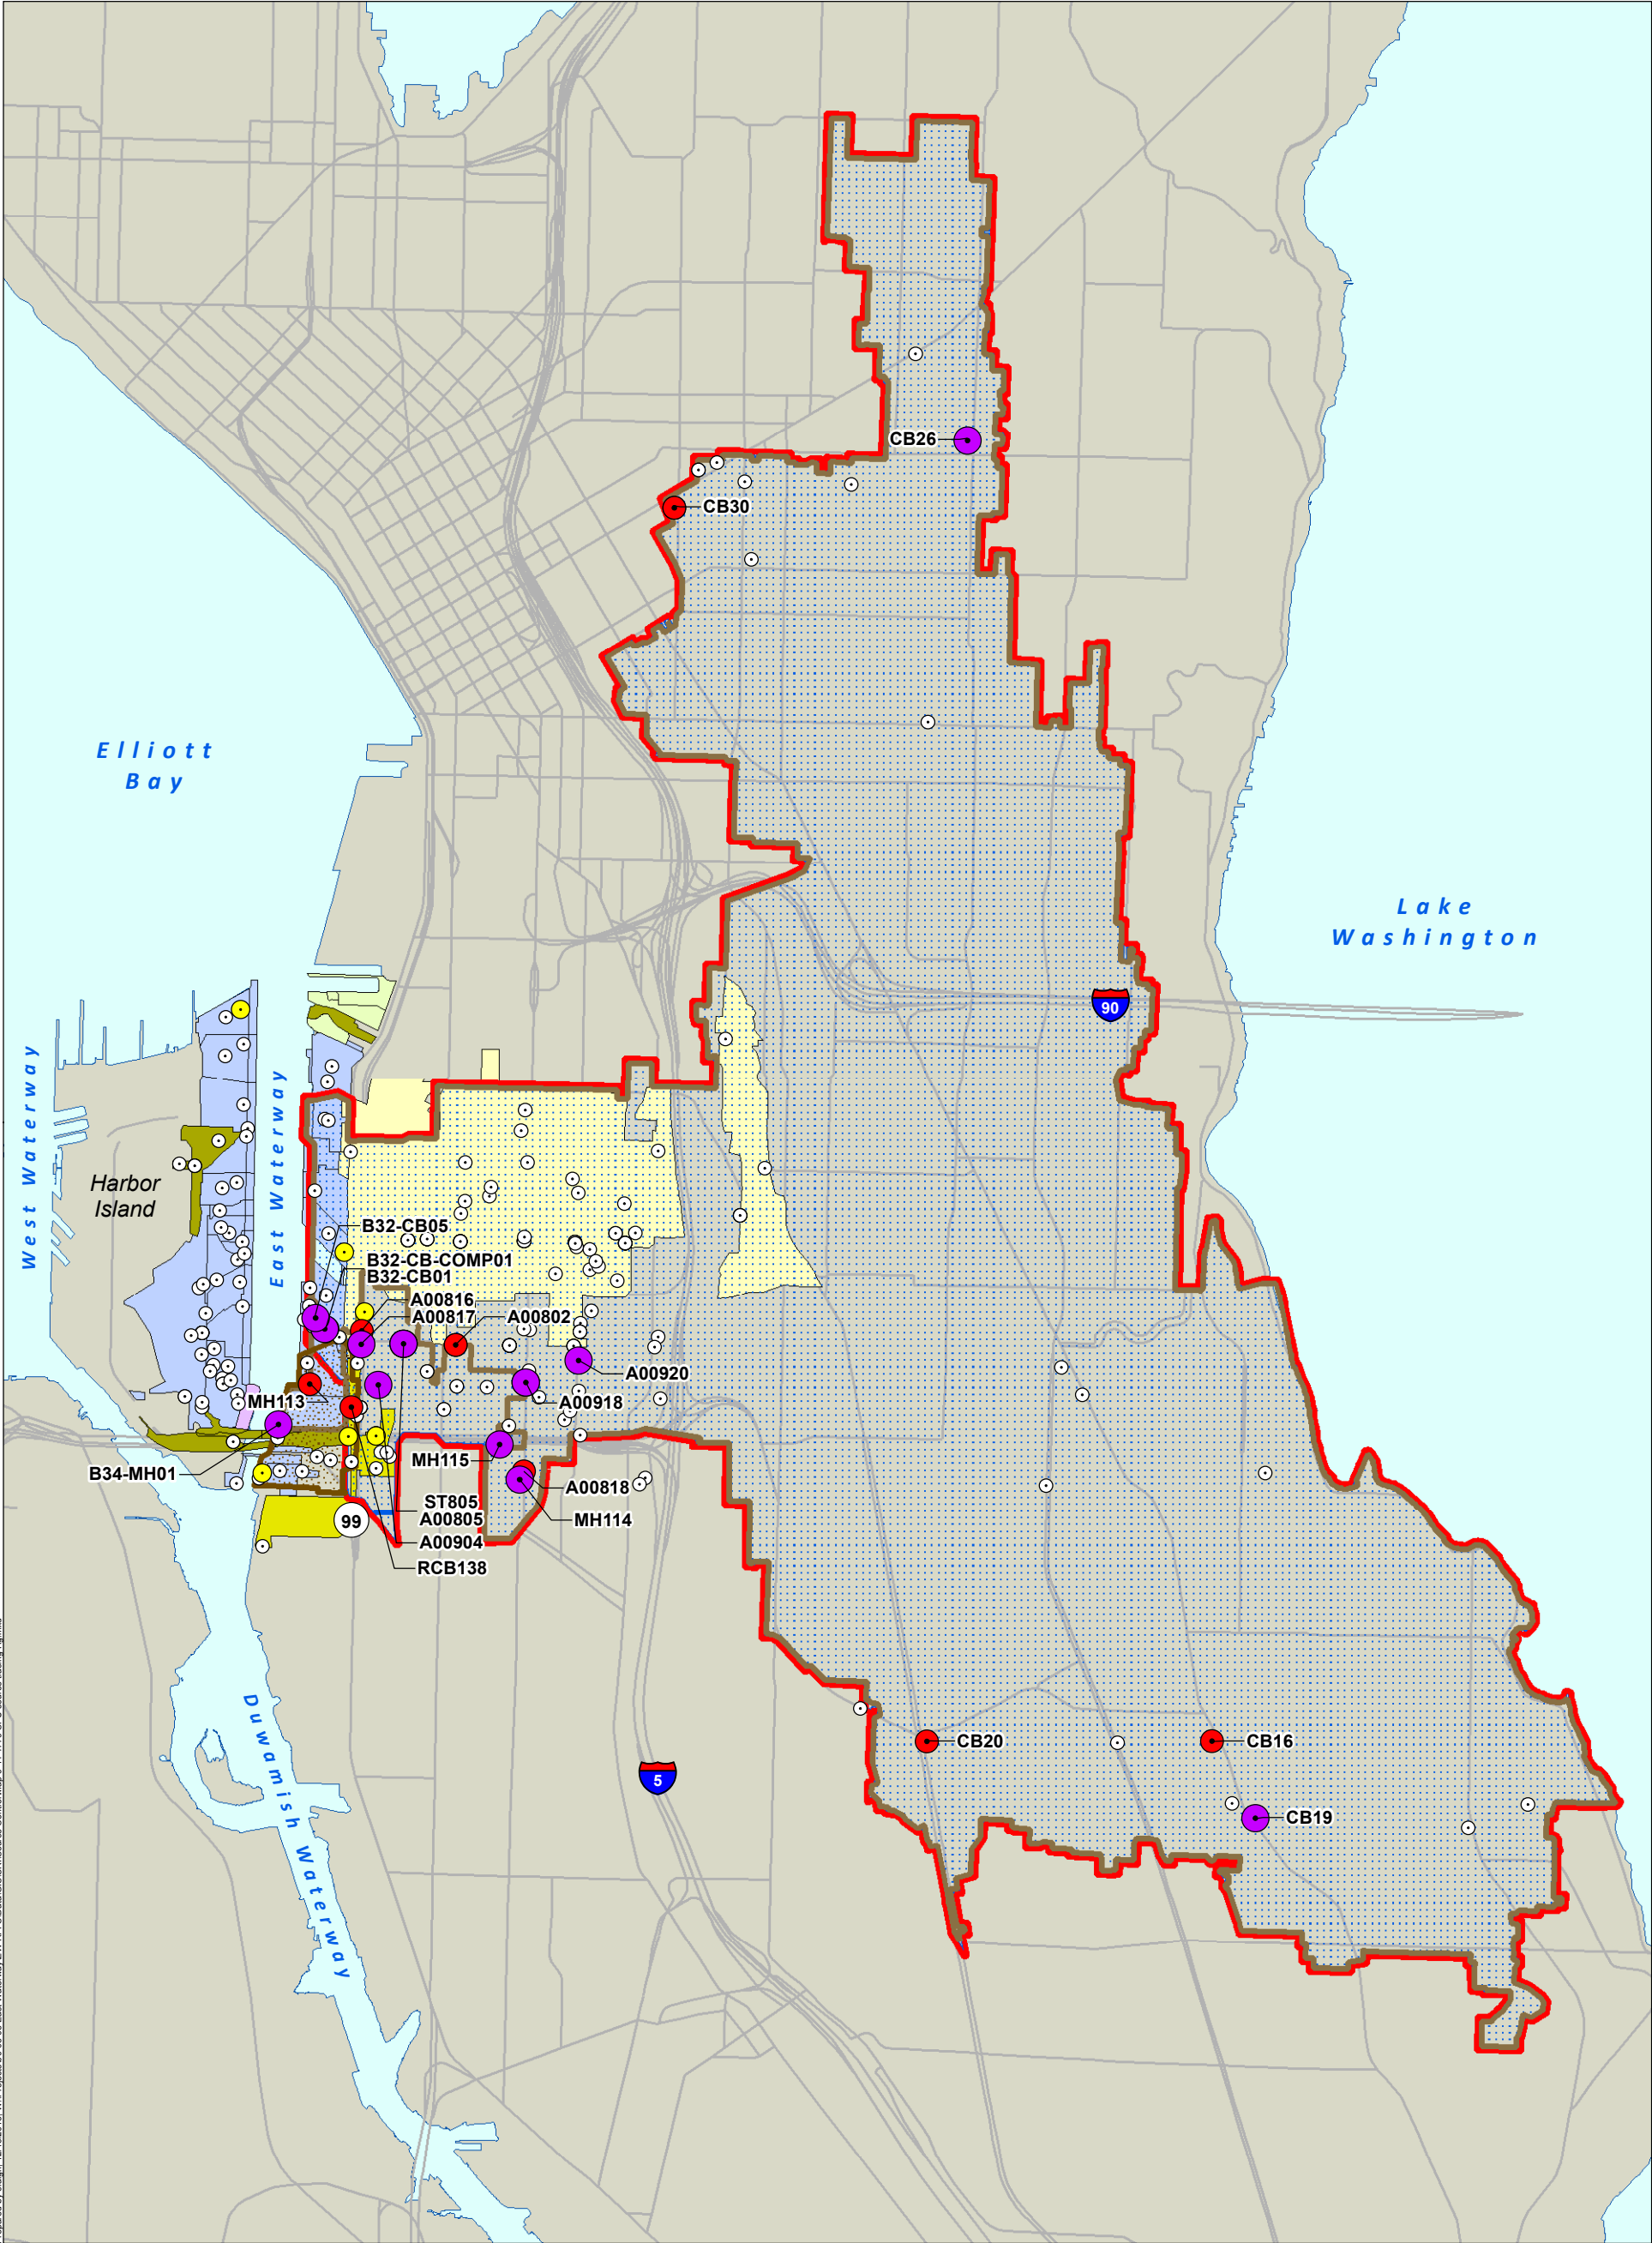 CB26
CB30
Elliott
Bay
Lake
Washington
90
West Waterway
East Waterway
Harbor
Island
B32-CB05
B32-CB-COMP01
B32-CB01
A00816
A00817
A00802
A00920
A00918
MH113
B34-MH01
MH115
A00818
MH114
ST805
A00805
99
A00904
RCB138
Duwamish Waterway
CB20
CB16
5
CB19